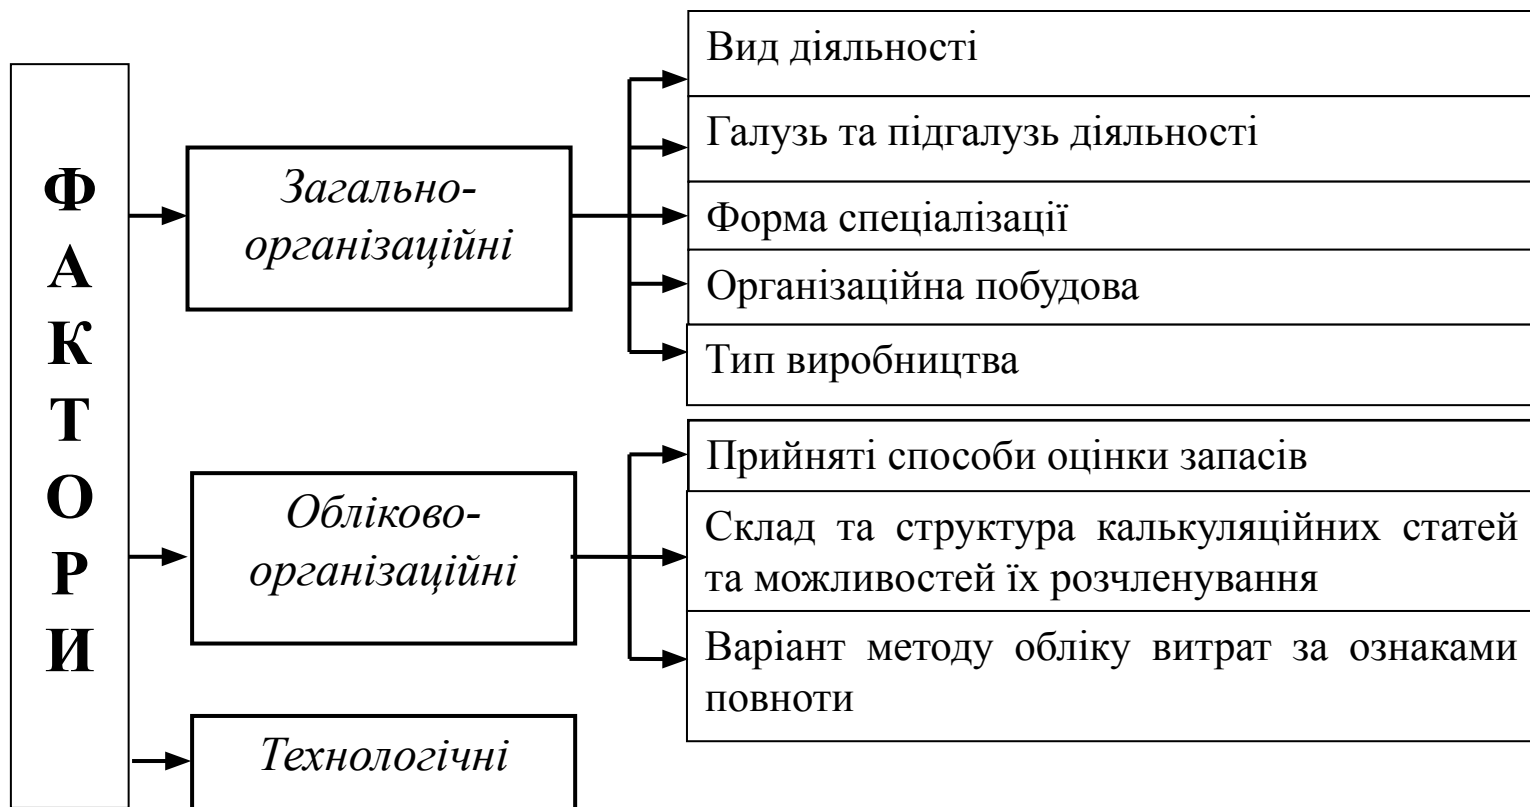 ФАКТОРИ
Загально-
організаційні
Вид діяльності
Галузь та підгалузь діяльності
Форма спеціалізації
Організаційна побудова
Тип виробництва
Обліково-
організаційні
Прийняті способи оцінки запасів
Склад та структура калькуляційних статей
та можливостей їх розчленування
Варіант методу обліку витрат за ознаками
повноти
Технологічні